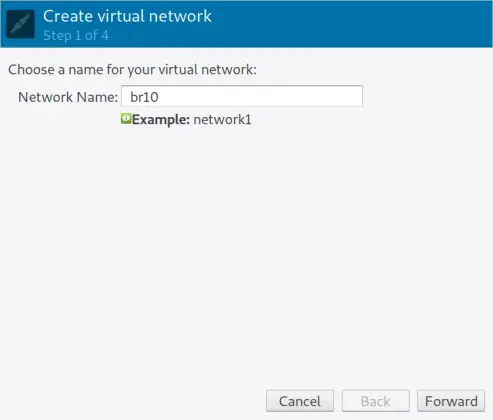 Create virtual network
Step 1 of 4
Choose a name for your virtual network:
Network Name: br10
Example: network1
Cancel Back Forward